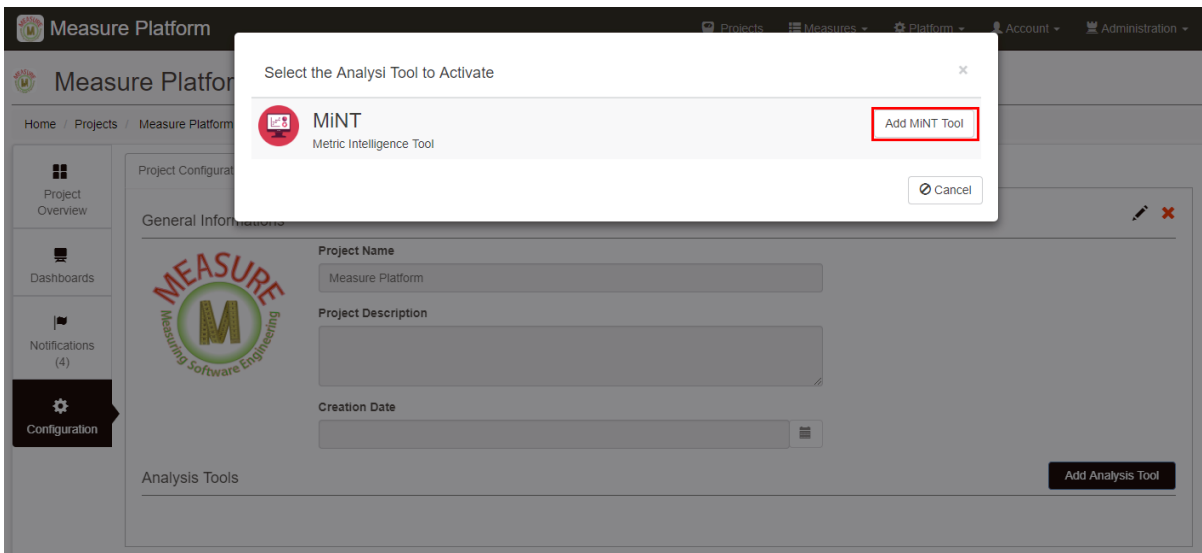 Measure Platform
Projects Measures Platform Account Administration
Measure Platfor
Home / Projects / Measure Platform
Select the Analysi Tool to Activate
×
MiNT
Metric Intelligence Tool
Add MiNT Tool
Cancel
Project Overview
Dashboards
Notifications (4)
Configuration
Project Configurat
General Informations
MEASURE
M
Measuring Software Engineering
Project Name
Measure Platform
Project Description
Creation Date
Analysis Tools
Add Analysis Tool